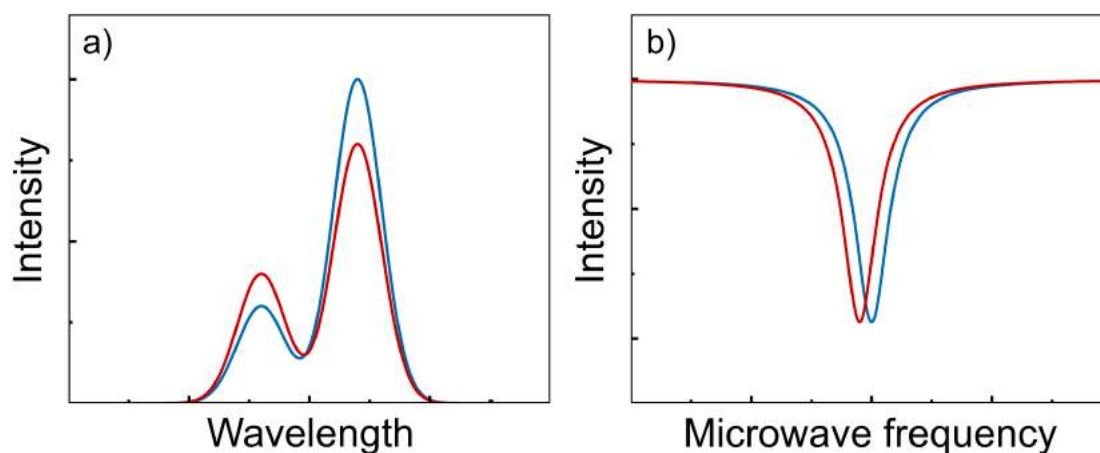 a)
Intensity
Wavelength
b)
Intensity
Microwave frequency